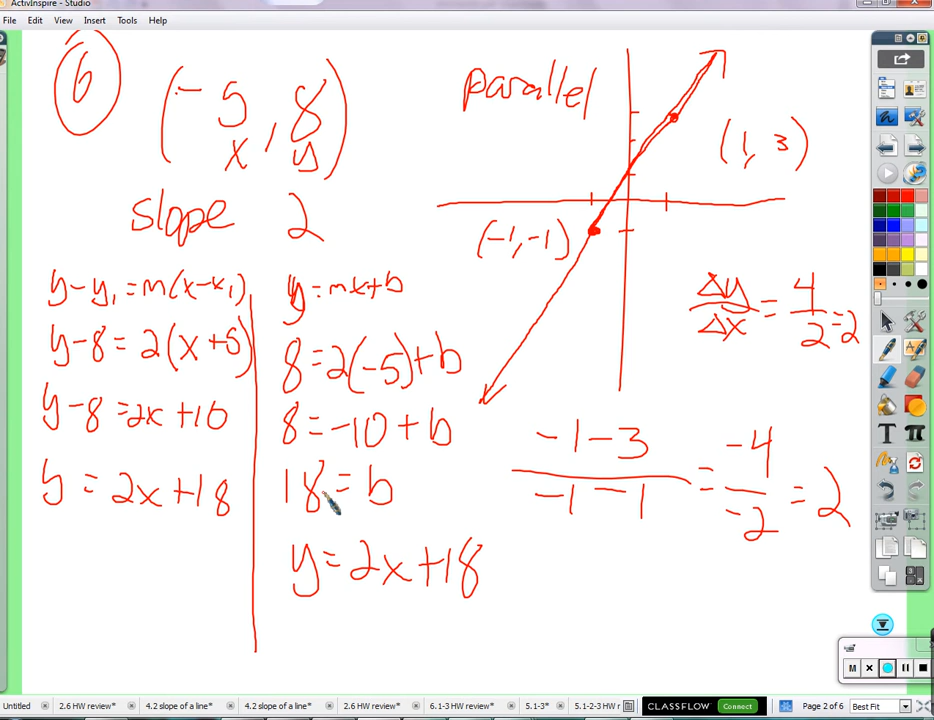 ActivInspire - Studio
File Edit View Insert Tools Help
6
(-5, 8)
x y
slope 2
parallel
(1, 3)
(-1,-1)
y-y₁=m(x-x₁)
y-8=2(x+5)
y-8=2x+10
y=2x+18
y=mx+b
8=2(-5)+b
8=-10+b
18=b
y=2x+18
Δy/Δx=4/2=2
-1-3/-1-1=-4/-2=2
Untitled 2.6 HW review* 4.2 slope of a line* 4.2 slope of a line* 2.6 HW review* 6.1-3 HW review* 5.1-3* 5.1-2-3 HW CLASSFLOW Connect Page 2 of 6 Best Fit